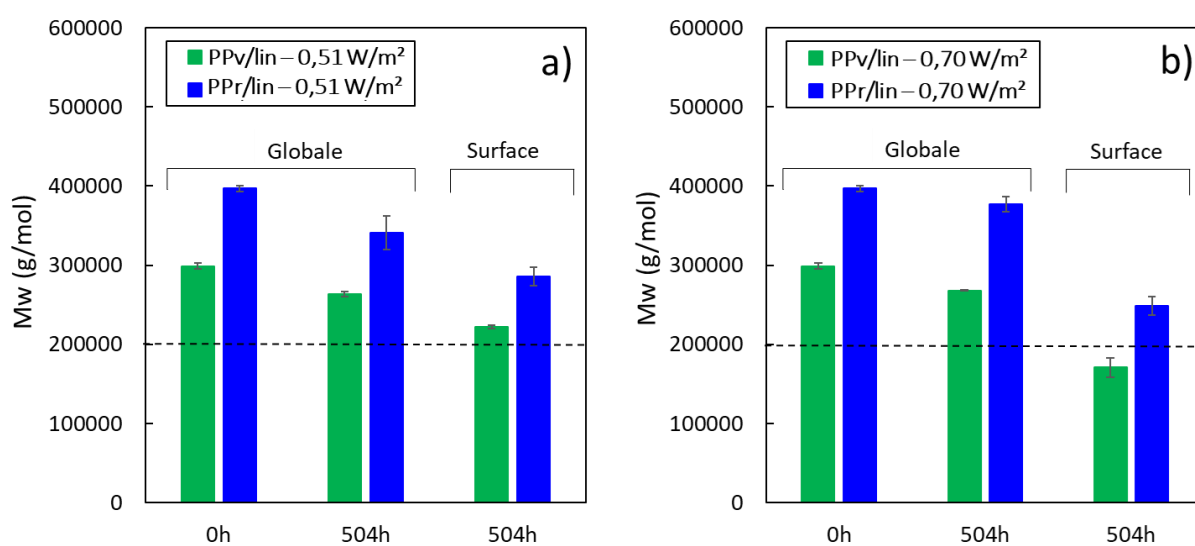 a)
PPv/lin – 0,51 W/m²
PPr/lin – 0,51 W/m²
Globale
Surface
Mw (g/mol)
600000
500000
400000
300000
200000
100000
0
0h
504h
504h
b)
PPv/lin – 0,70 W/m²
PPr/lin – 0,70 W/m²
Globale
Surface
Mw (g/mol)
600000
500000
400000
300000
200000
100000
0
0h
504h
504h